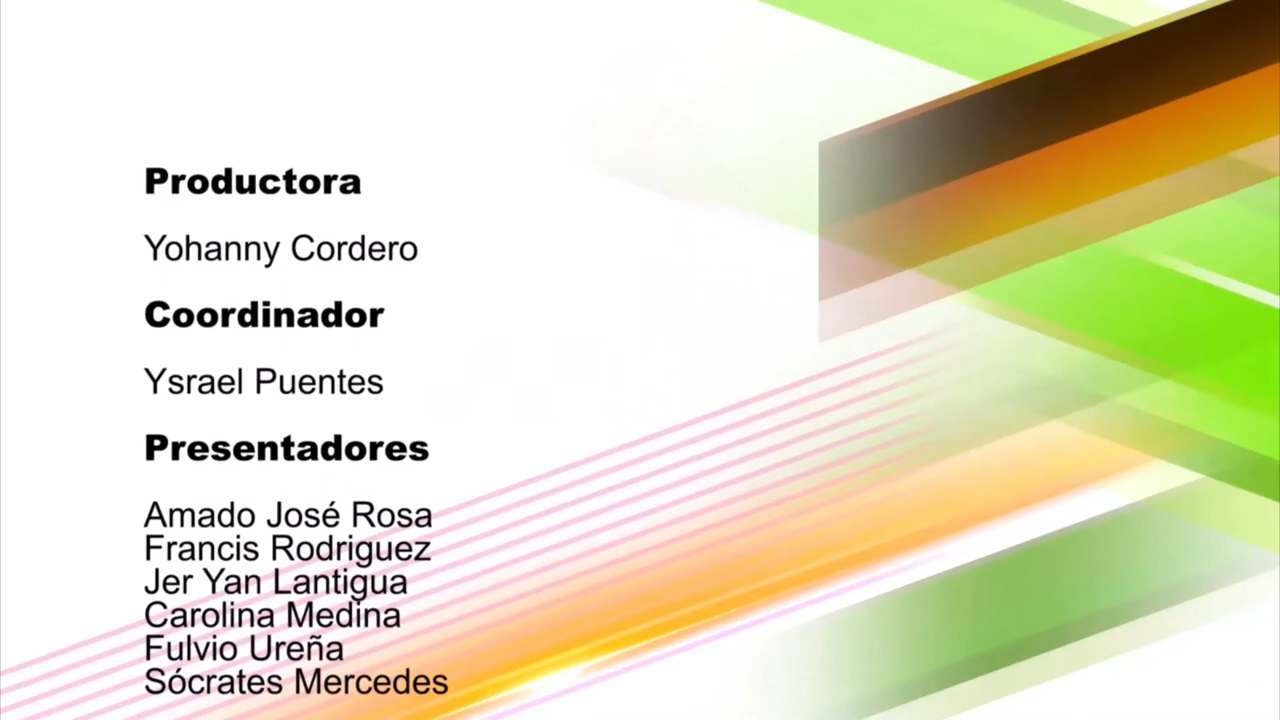 Productora
Yohanny Cordero
Coordinador
Ysrael Puentes
Presentadores
Amado José Rosa
Francis Rodriguez
Jer Yan Lantigua
Carolina Medina
Fulvio Ureña
Sócrates Mercedes